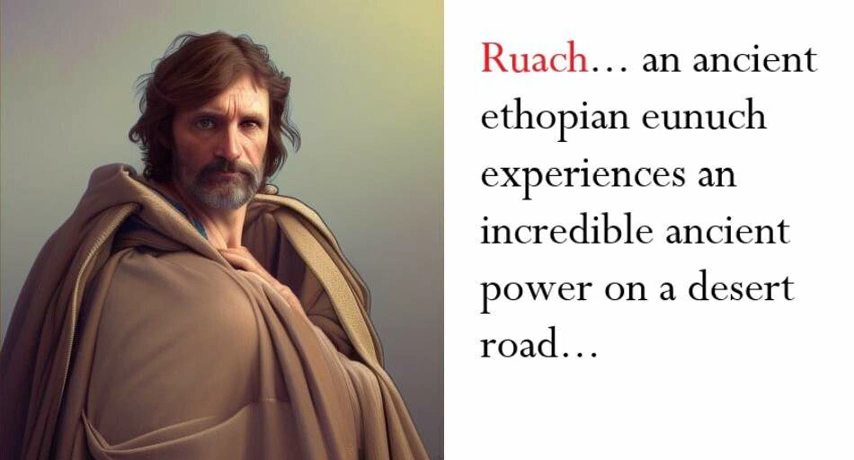 Ruach... an ancient
ethopian eunuch
experiences an
incredible ancient
power on a desert
road...